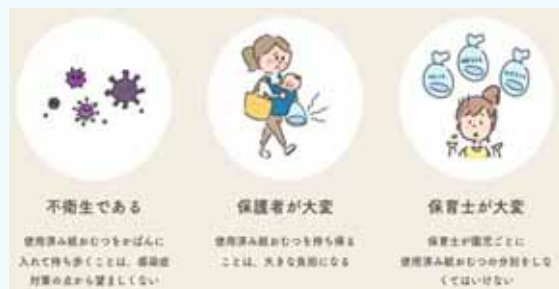 不衛生である
使用済み紙おむつをかばんに
入れて持ち歩くことは、感染症
対策の点から望ましくない
保護者が大変
使用済み紙おむつを持ち帰る
ことは、大きな負担になる
保育士が大変
保育士が園児ごとに
使用済み紙おむつの分別をしな
くてはいけない